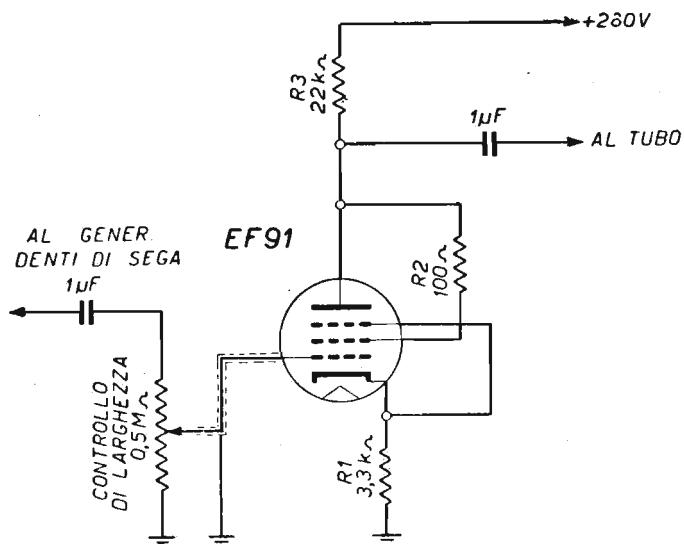 +280V
R3
22kΩ
1µF
AL TUBO
AL GENER.
DENTI DI SEGA
1µF
EF91
R2
100Ω
CONTROLLO
DI LARGHEZZA
0,5MΩ
R1
3,3kΩ